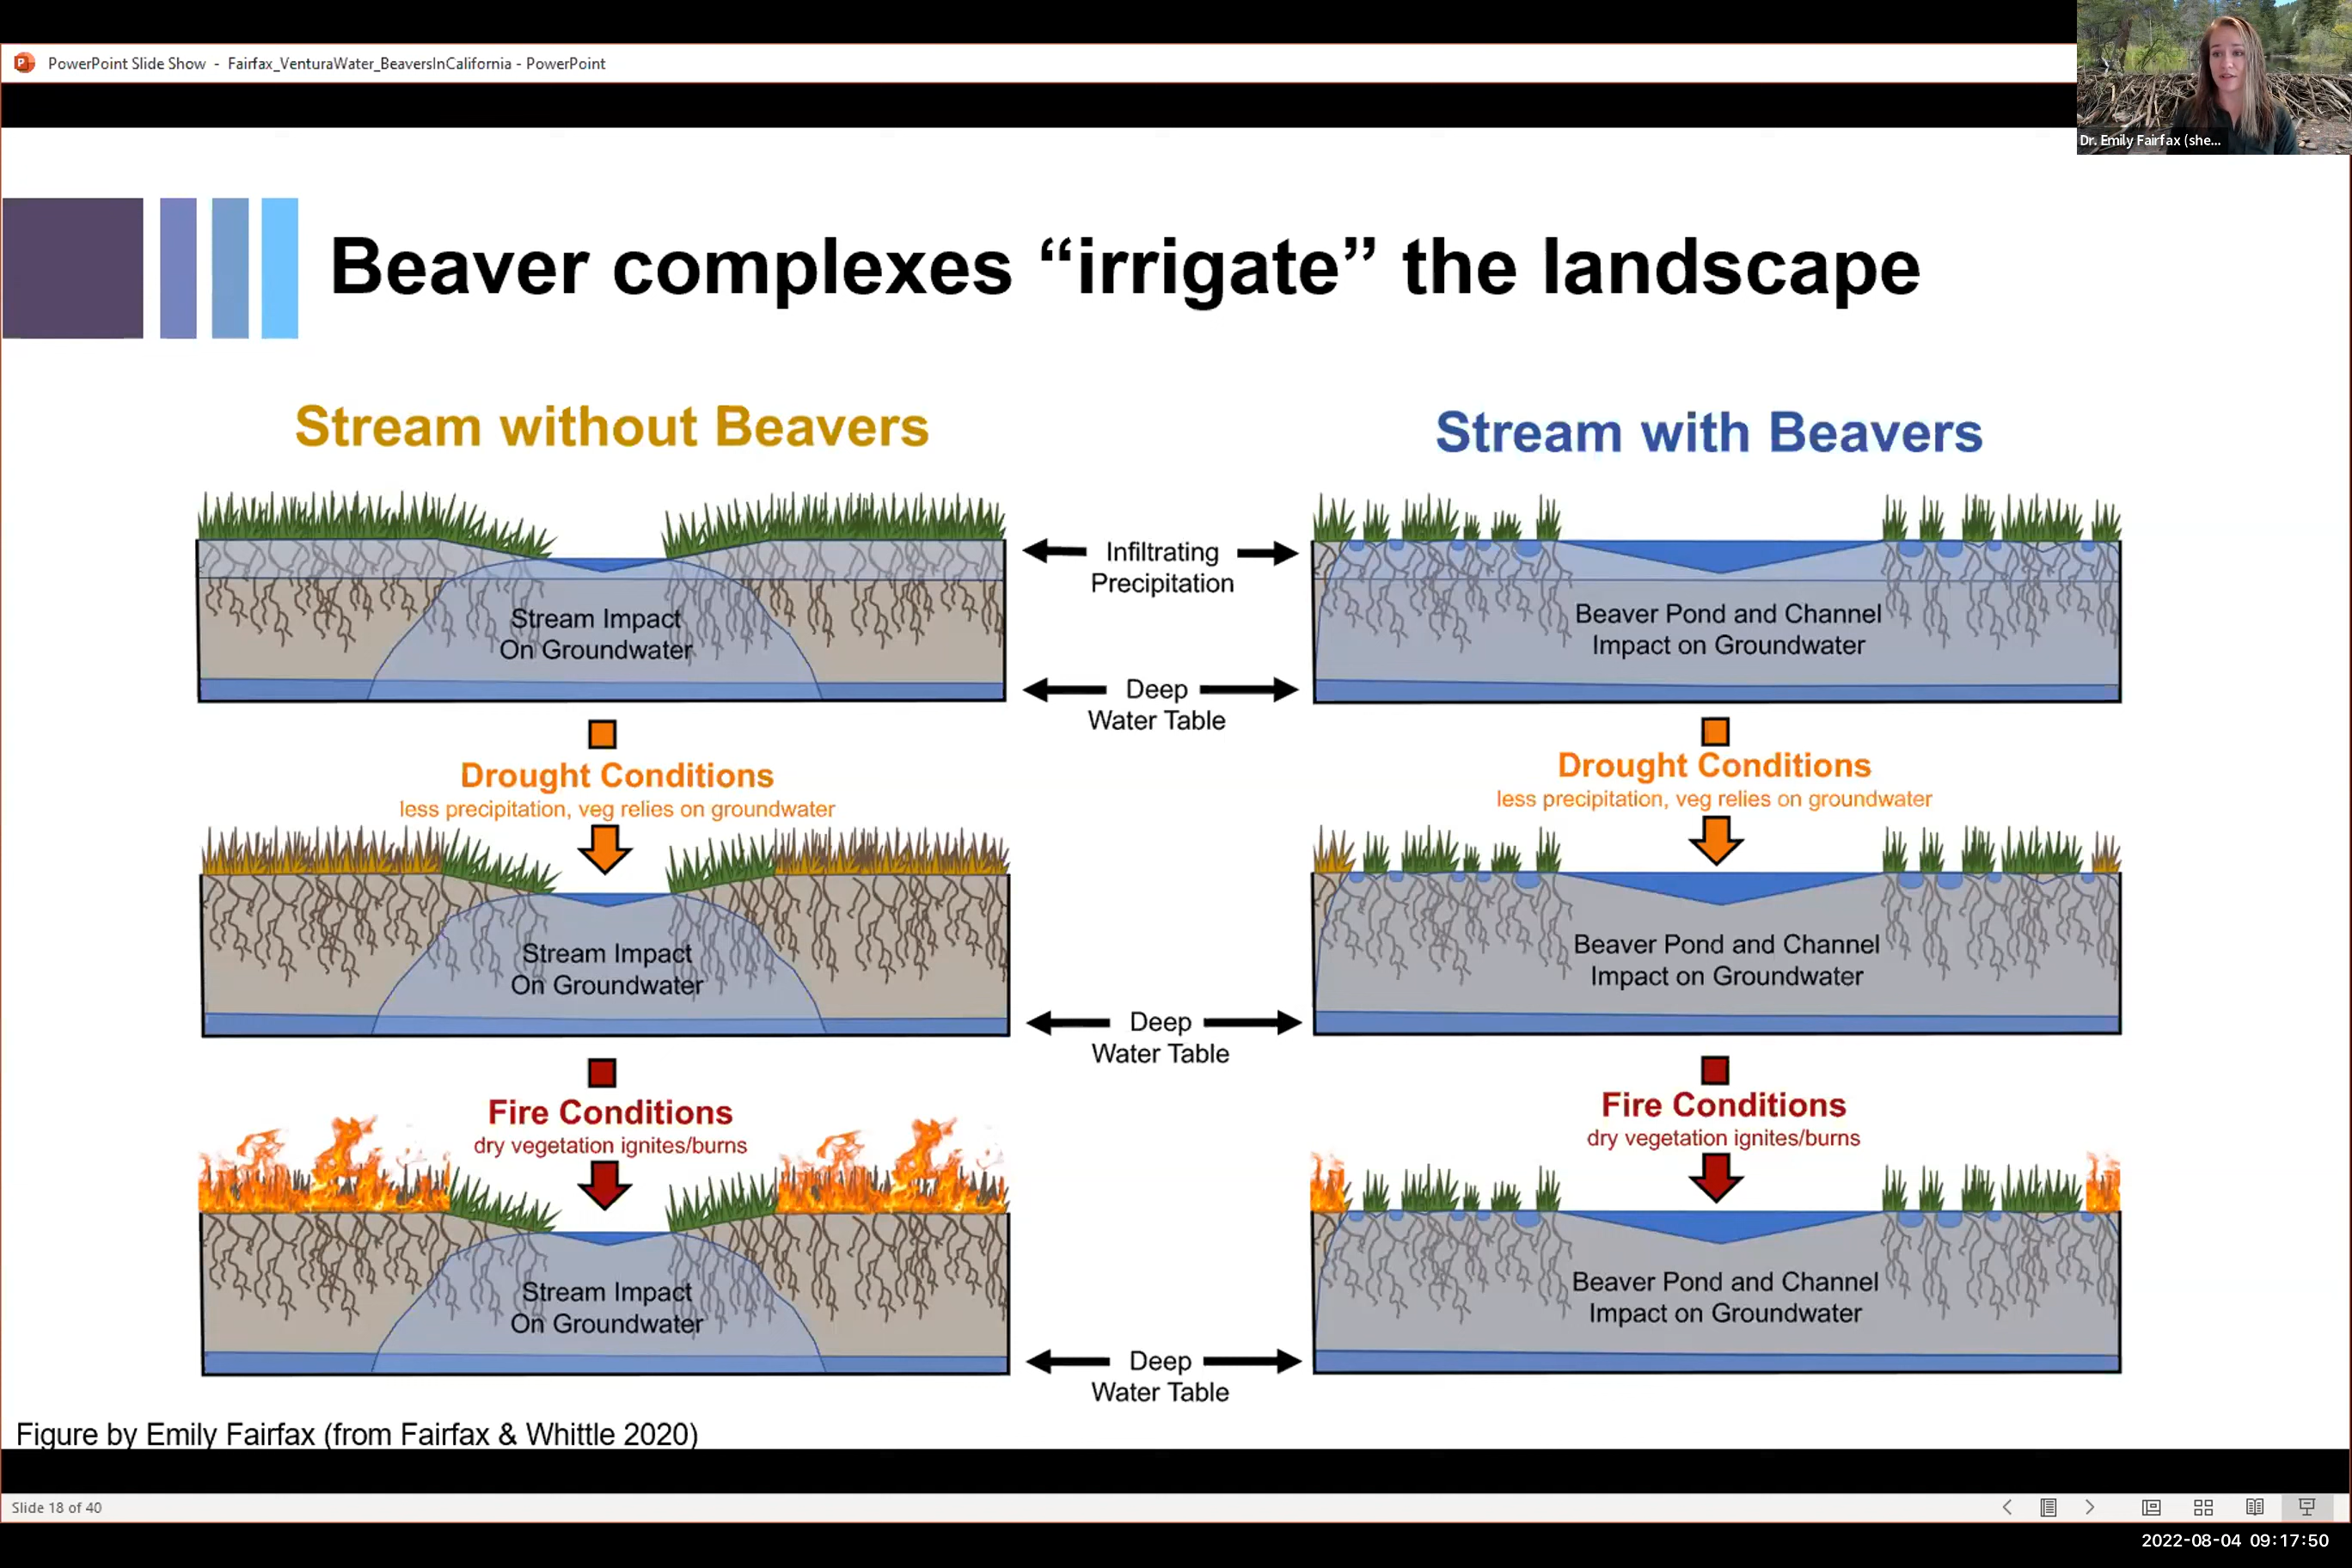 PowerPoint Slide Show - Fairfax_VenturaWater_BeaversInCalifornia - PowerPoint
Dr. Emily Fairfax (she...
Beaver complexes “irrigate” the landscape
Stream without Beavers
Stream with Beavers
Infiltrating
Precipitation
Stream Impact
On Groundwater
Beaver Pond and Channel
Impact on Groundwater
Deep
Water Table
Drought Conditions
less precipitation, veg relies on groundwater
Drought Conditions
less precipitation, veg relies on groundwater
Stream Impact
On Groundwater
Beaver Pond and Channel
Impact on Groundwater
Deep
Water Table
Fire Conditions
dry vegetation ignites/burns
Fire Conditions
dry vegetation ignites/burns
Stream Impact
On Groundwater
Beaver Pond and Channel
Impact on Groundwater
Deep
Water Table
Figure by Emily Fairfax (from Fairfax & Whittle 2020)
Slide 18 of 40
2022-08-04 09:17:50